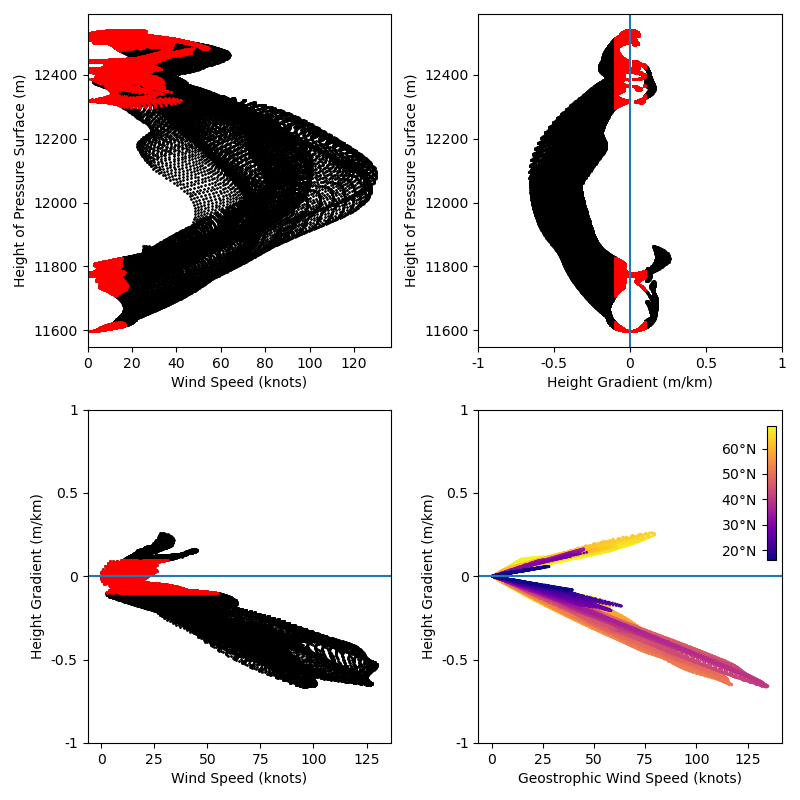 Height of Pressure Surface (m)
12400
12200
12000
11800
11600
0 20 40 60 80 100 120
Wind Speed (knots)
Height of Pressure Surface (m)
12400
12200
12000
11800
11600
-1 -0.5 0 0.5 1
Height Gradient (m/km)
Height Gradient (m/km)
1
0.5
0
-0.5
-1
0 25 50 75 100 125
Wind Speed (knots)
Height Gradient (m/km)
1
0.5
0
-0.5
-1
60°N
50°N
40°N
30°N
20°N
0 25 50 75 100 125
Geostrophic Wind Speed (knots)